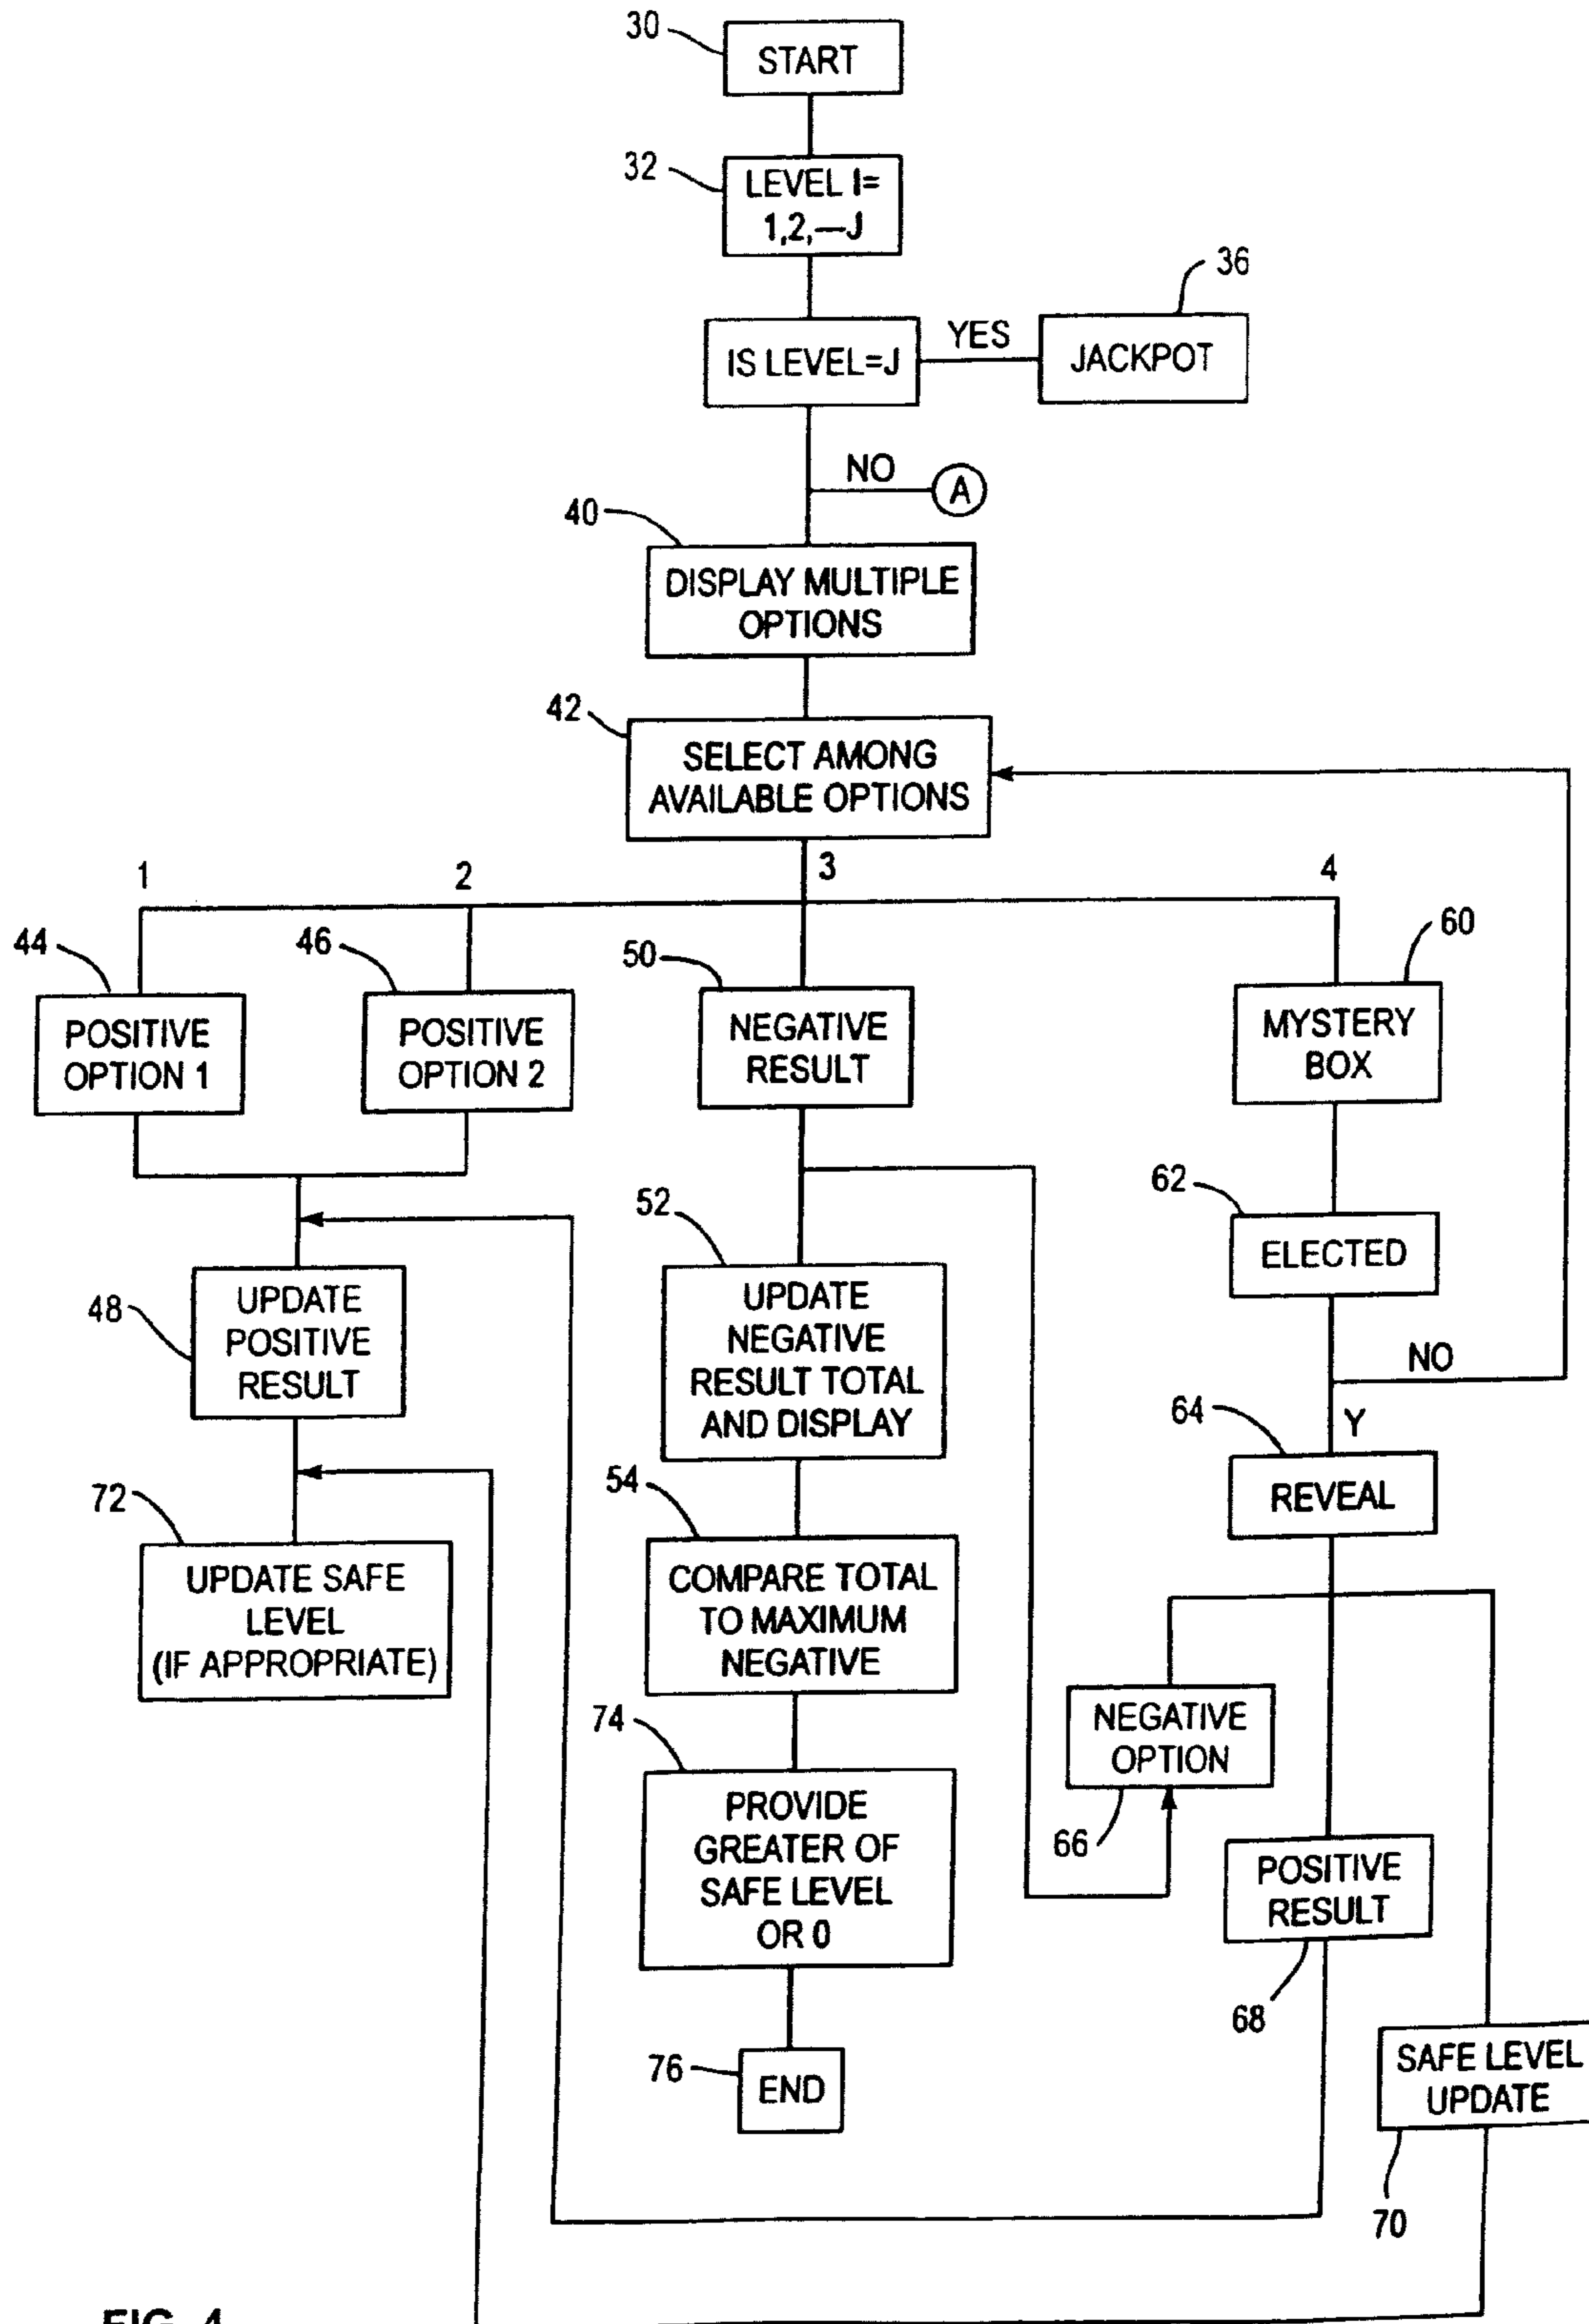 30
START
32
LEVEL I=
1,2,—J
36
IS LEVEL=J
YES
JACKPOT
NO
A
40
DISPLAY MULTIPLE
OPTIONS
42
SELECT AMONG
AVAILABLE OPTIONS
1
2
3
4
44
46
50
60
POSITIVE
OPTION 1
POSITIVE
OPTION 2
NEGATIVE
RESULT
MYSTERY
BOX
62
ELECTED
52
48
UPDATE
POSITIVE
RESULT
UPDATE
NEGATIVE
RESULT TOTAL
AND DISPLAY
NO
64
Y
REVEAL
72
UPDATE SAFE
LEVEL
(IF APPROPRIATE)
54
COMPARE TOTAL
TO MAXIMUM
NEGATIVE
NEGATIVE
OPTION
66
74
PROVIDE
GREATER OF
SAFE LEVEL
OR 0
POSITIVE
RESULT
68
76
END
SAFE LEVEL
UPDATE
70
FIG. 4